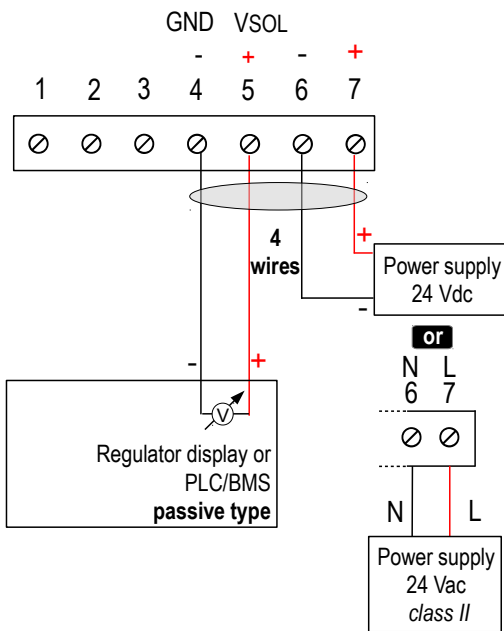 GND VSOL
- + - +
1 2 3 4 5 6 7
4
wires
+
Power supply
24 Vdc
-
or
N L
6 7
- +
V
Regulator display or
PLC/BMS
passive type
N L
Power supply
24 Vac
class II